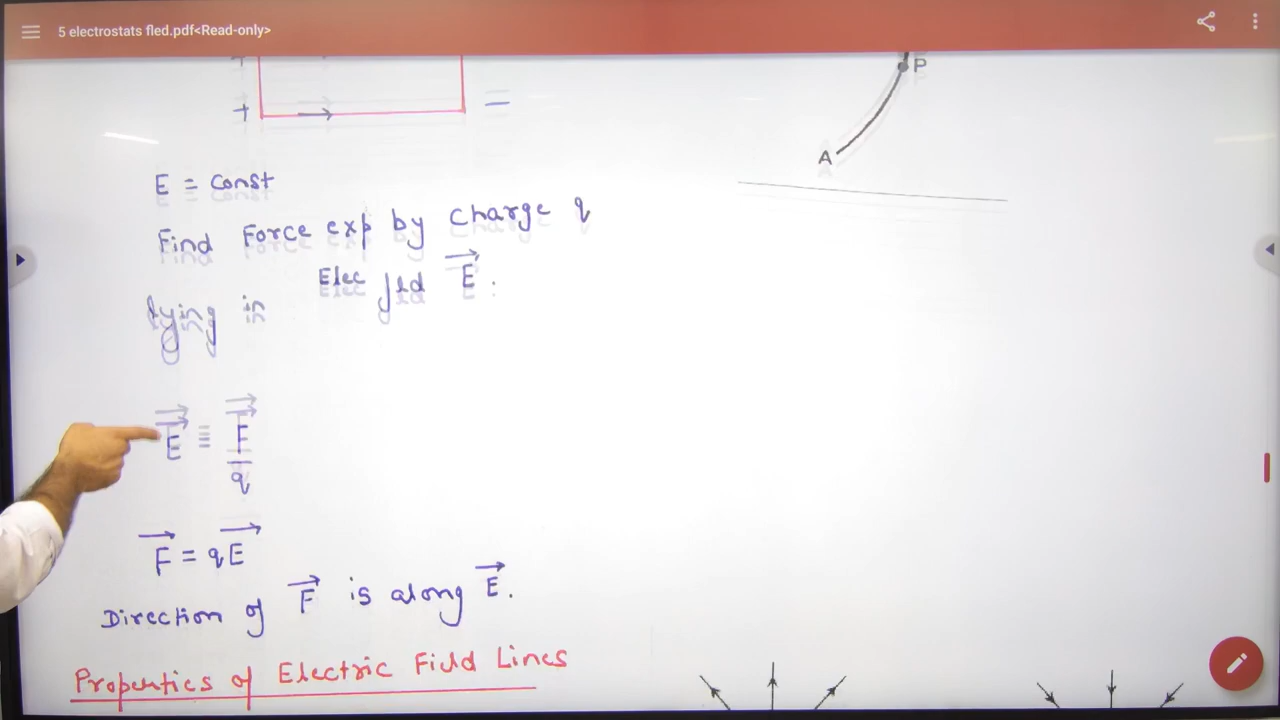 5 electrostats fled.pdf<Read-only>
+
+ −
P
A
E = Const
Find Force exp by Charge q
lying in Elec fld E.
E ≡ F/q
F = qE
Direction of F is along E.
Properties of Electric Field Lines